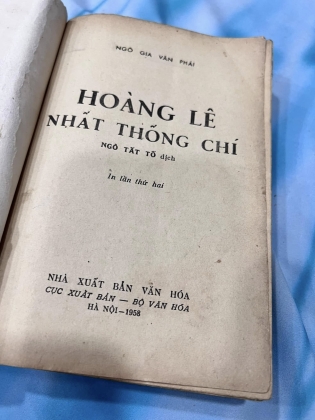 NGÔ GIA VĂN PHÁI
HOÀNG LÊ
NHẤT THỐNG CHÍ
NGÔ TẤT TỐ dịch
In lần thứ hai
NHÀ XUẤT BẢN VĂN HÓA
CỤC XUẤT BẢN — BỘ VĂN HÓA
HÀ NỘI—1958